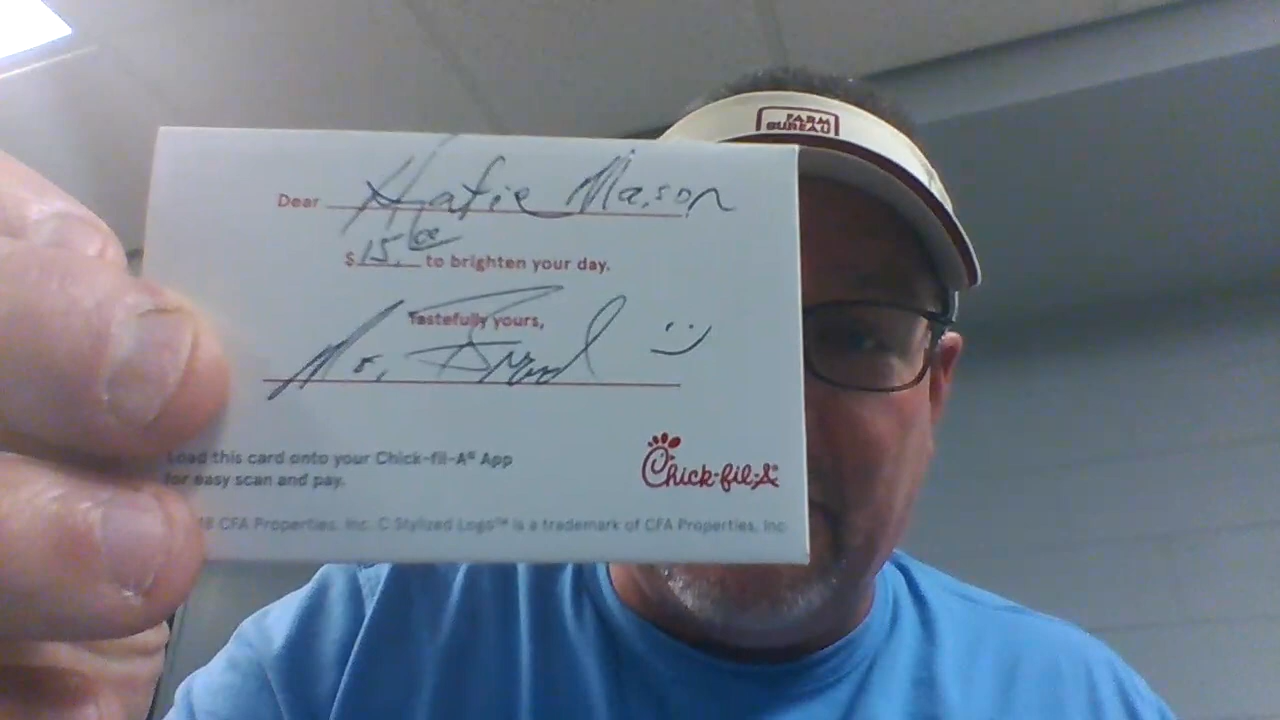 FARM
BUREAU
Dear Katie Mason
$15.00 to brighten your day.
Tastefully yours,
:)
Load this card onto your Chick-fil-A® App
for easy scan and pay.
Chick-fil-A®
CFA Properties, Inc. C Stylized Logo™ is a trademark of CFA Properties, Inc